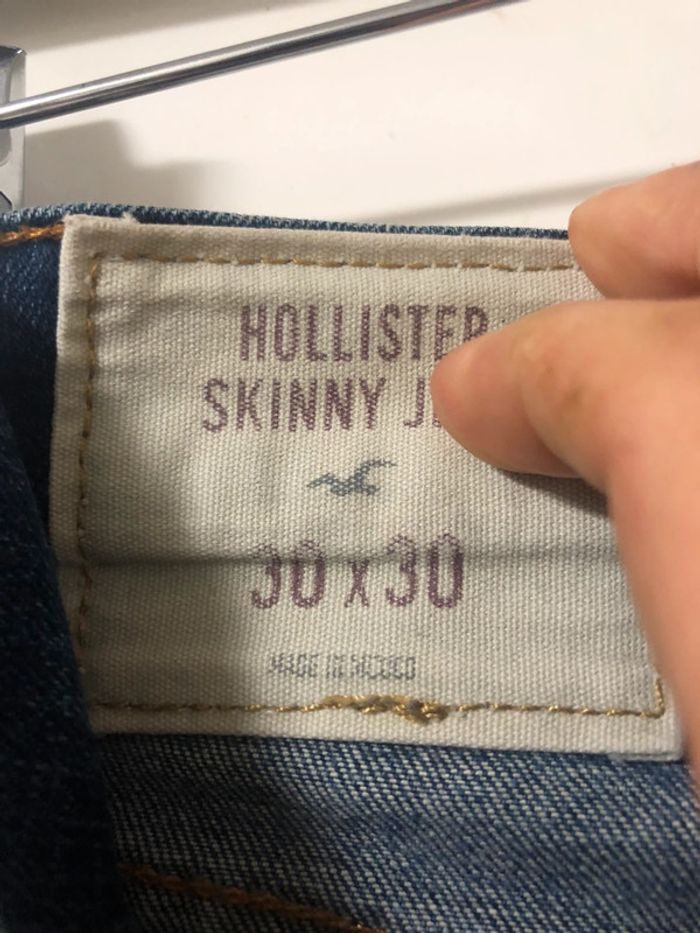 HOLLISTER
SKINNY J
30 X 30
MADE IN MEXICO